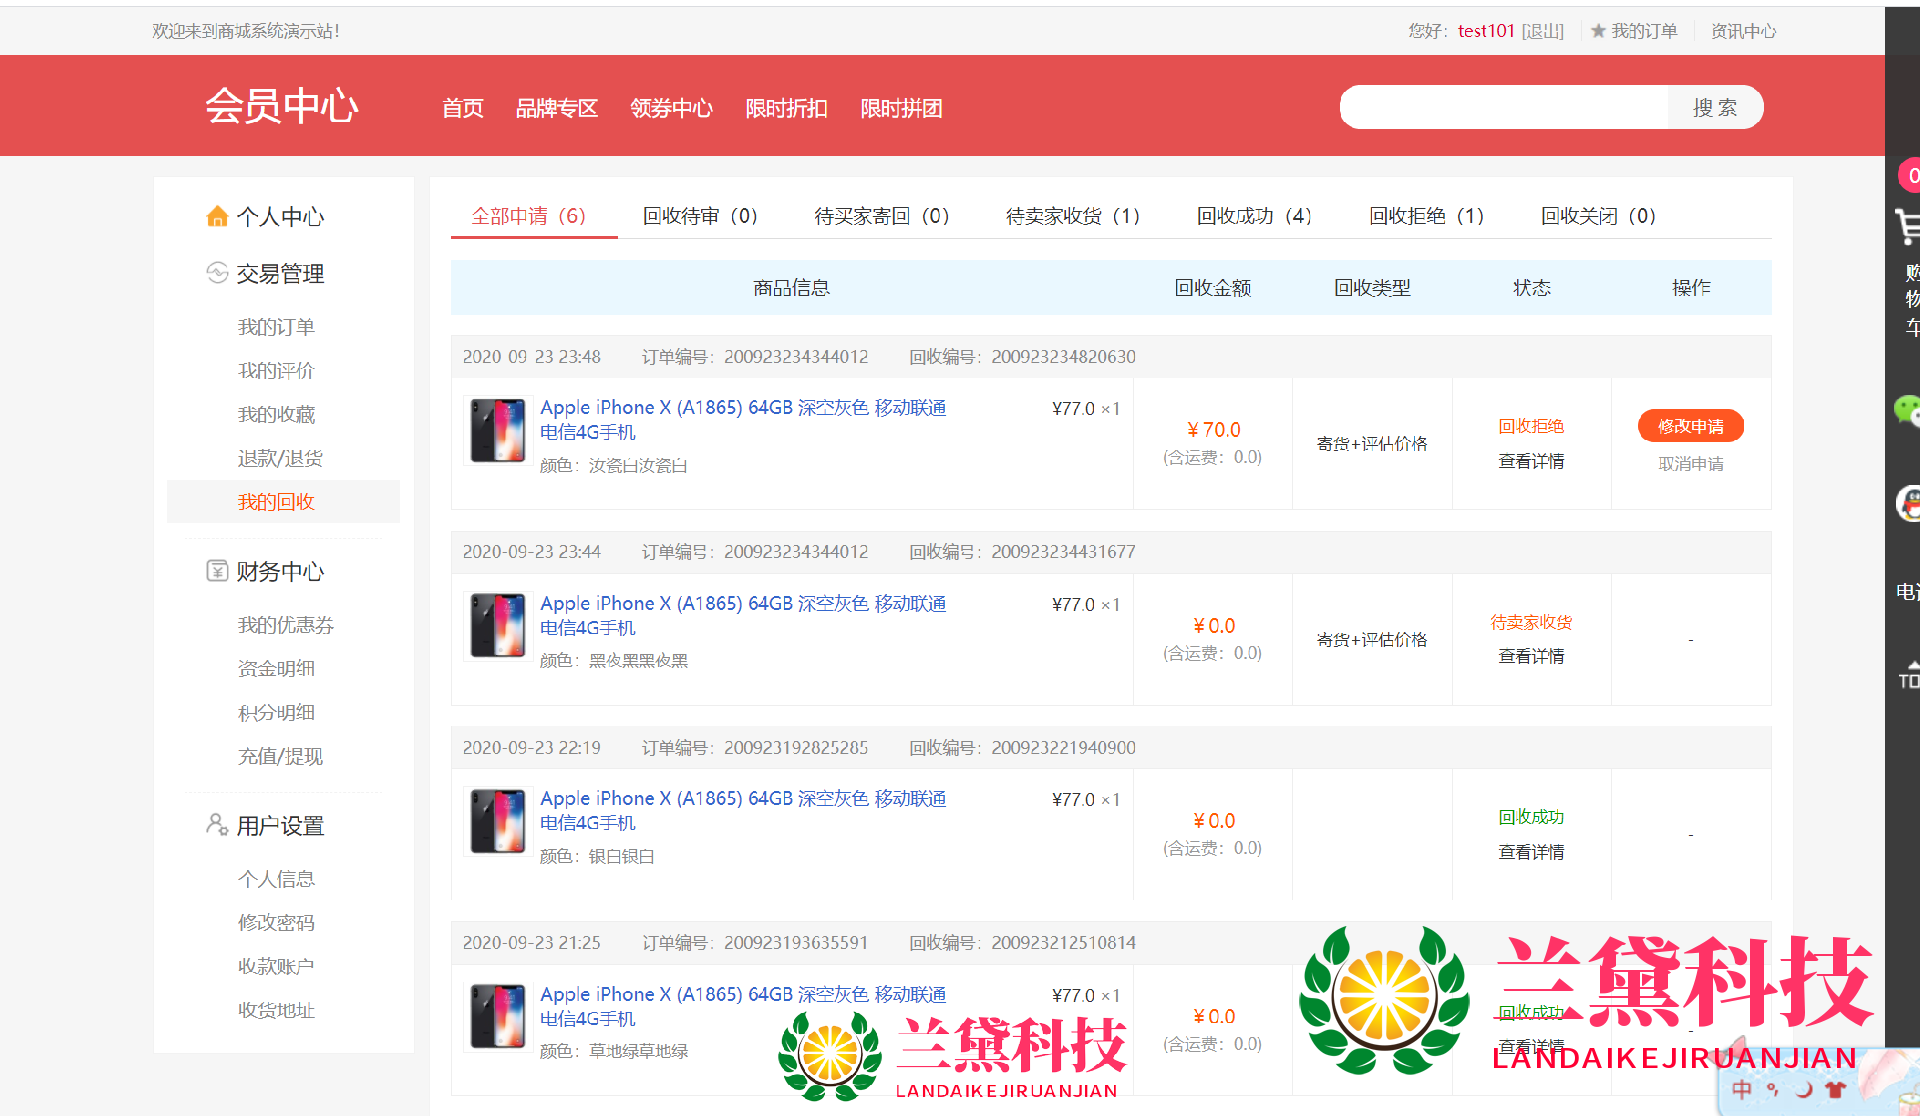 欢迎来到商城系统演示站!
您好: test101 [退出] ★ 我的订单 资讯中心
会员中心 首页 品牌专区 领券中心 限时折扣 限时拼团 搜索
个人中心
交易管理
我的订单
我的评价
我的收藏
退款/退货
我的回收
财务中心
我的优惠券
资金明细
积分明细
充值/提现
用户设置
个人信息
修改密码
收款账户
收货地址
全部申请（6） 回收待审（0） 待买家寄回（0） 待卖家收货（1） 回收成功（4） 回收拒绝（1） 回收关闭（0）
商品信息 回收金额 回收类型 状态 操作
2020-09-23 23:48 订单编号: 200923234344012 回收编号: 200923234820630
Apple iPhone X (A1865) 64GB 深空灰色 移动联通
电信4G手机
颜色: 汝瓷白汝瓷白
¥77.0 ×1
¥ 70.0
(含运费: 0.0)
寄货+评估价格
回收拒绝
查看详情
修改申请
取消申请
2020-09-23 23:44 订单编号: 200923234344012 回收编号: 200923234431677
Apple iPhone X (A1865) 64GB 深空灰色 移动联通
电信4G手机
颜色: 黑夜黑黑夜黑
¥77.0 ×1
¥ 0.0
(含运费: 0.0)
寄货+评估价格
待卖家收货
查看详情
-
2020-09-23 22:19 订单编号: 200923192825285 回收编号: 200923221940900
Apple iPhone X (A1865) 64GB 深空灰色 移动联通
电信4G手机
颜色: 银白银白
¥77.0 ×1
¥ 0.0
(含运费: 0.0)
回收成功
查看详情
-
2020-09-23 21:25 订单编号: 200923193635591 回收编号: 200923212510814
Apple iPhone X (A1865) 64GB 深空灰色 移动联通
电信4G手机
颜色: 草地绿草地绿
¥77.0 ×1
¥ 0.0
(含运费: 0.0)
回收成功
查看详情
-
兰黛科技
LANDAIKEJIRUANJIAN
兰黛科技
LANDAIKEJIRUANJIAN
0
购
物
车
电
中